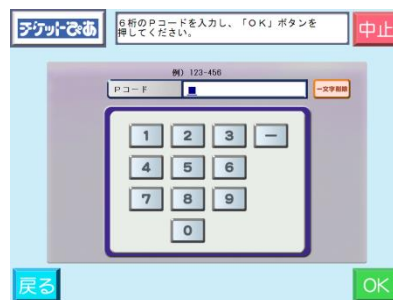 チケットぴあ
6桁のPコードを入力し、「OK」ボタンを
押してください。
中止
例) 123-456
Pコード
一文字削除
1 2 3 ー
4 5 6
7 8 9
0
戻る
OK